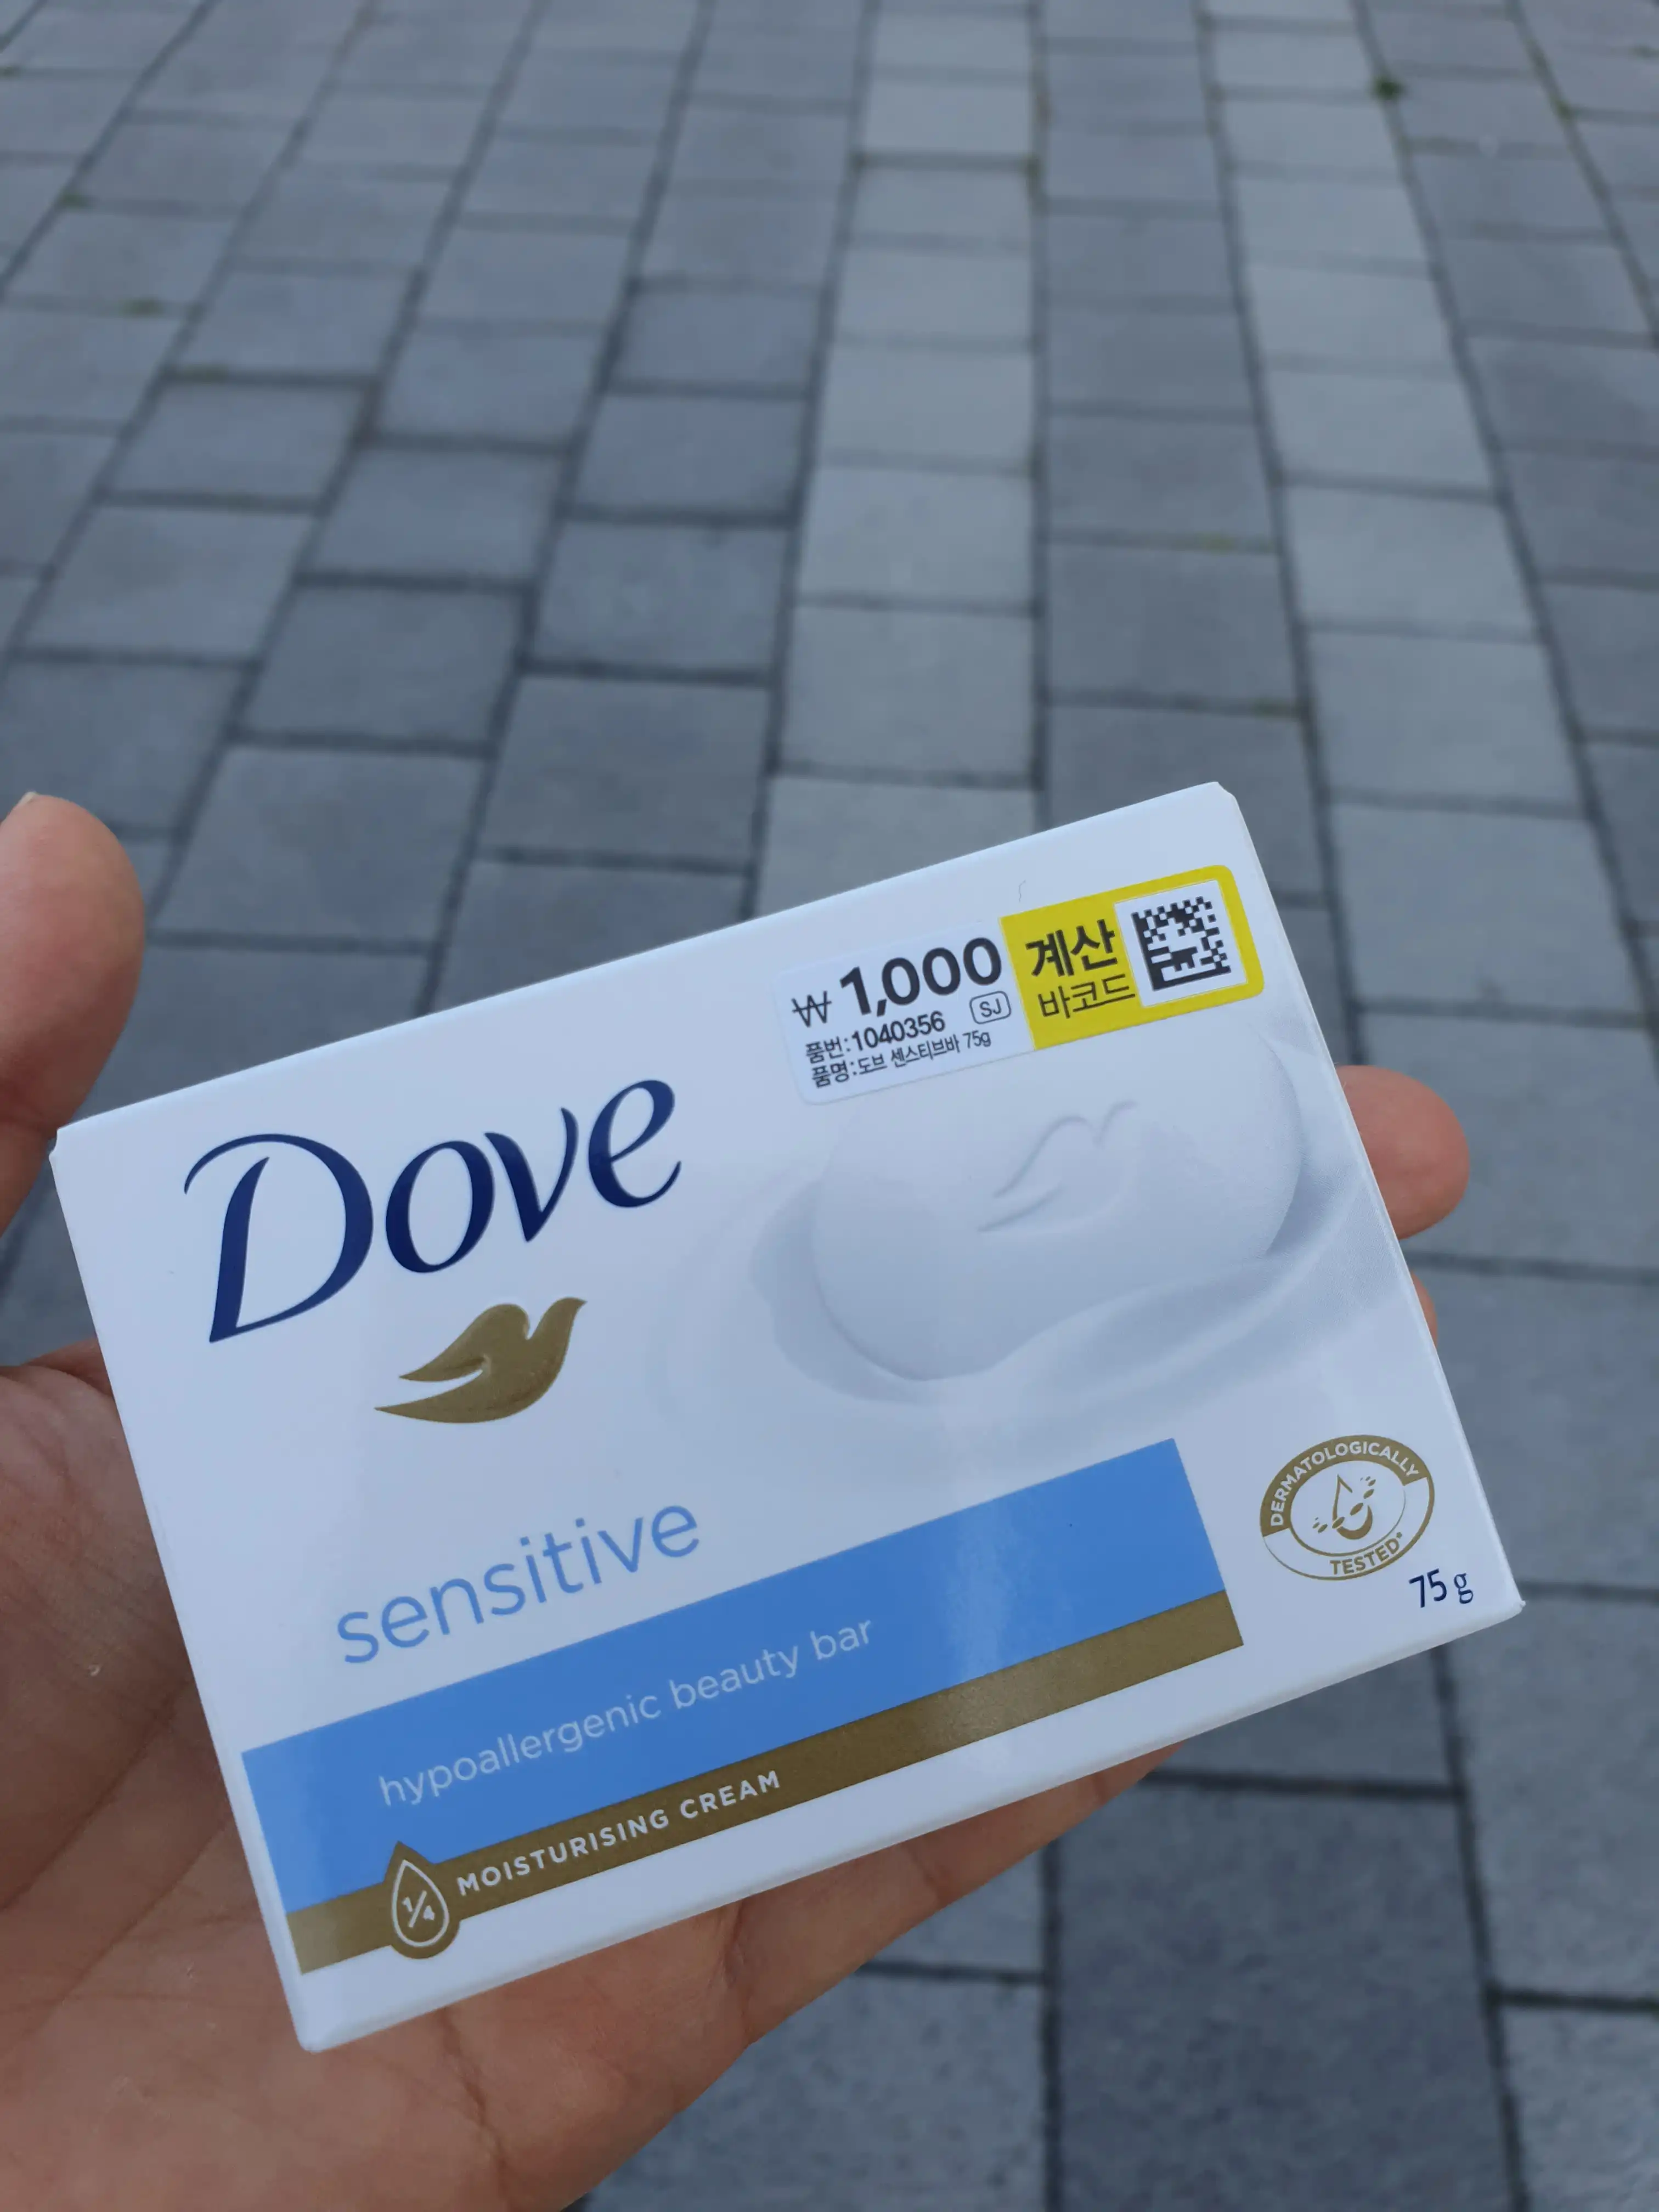 ₩ 1,000
품번:1040356 SJ
품명:도브 센스티브바 75g
계산
바코드
Dove
sensitive
hypoallergenic beauty bar
1/4 MOISTURISING CREAM
DERMATOLOGICALLY
TESTED*
75 g